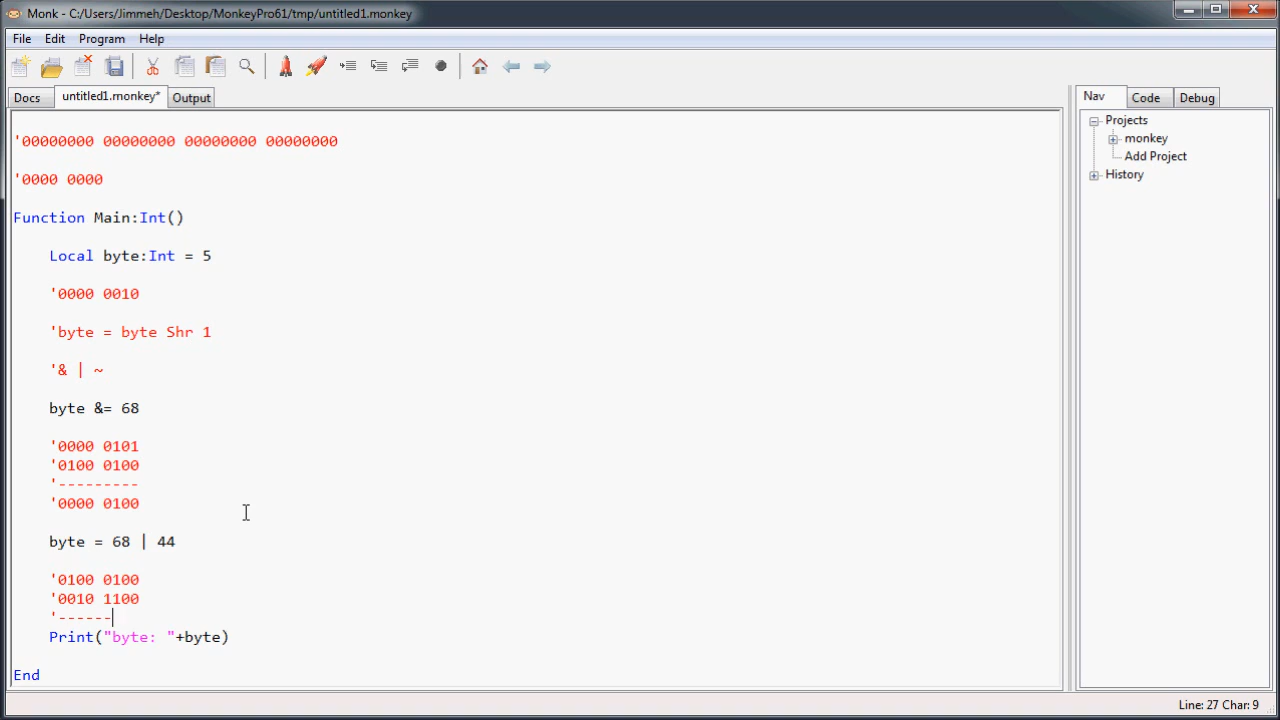 Monk - C:/Users/Jimmeh/Desktop/MonkeyPro61/tmp/untitled1.monkey
File Edit Program Help
Docs untitled1.monkey* Output
Nav Code Debug
'00000000 00000000 00000000 00000000
'0000 0000
Function Main:Int()
Local byte:Int = 5
'0000 0010
'byte = byte Shr 1
'& | ~
byte &= 68
'0000 0101
'0100 0100
'---------
'0000 0100
byte = 68 | 44
'0100 0100
'0010 1100
'------
Print("byte: "+byte)
End
Projects
monkey
Add Project
History
Line: 27 Char: 9